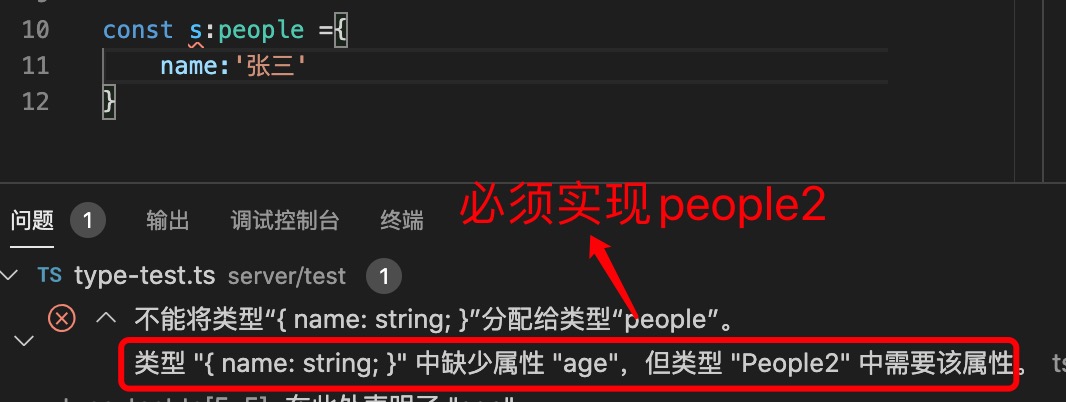 10 const s:people ={
11 name:'张三'
12 }
必须实现people2
问题 1 输出 调试控制台 终端
TS type-test.ts server/test 1
不能将类型“{ name: string; }”分配给类型“people”。
类型 "{ name: string; }" 中缺少属性 "age"，但类型 "People2" 中需要该属性。 ts